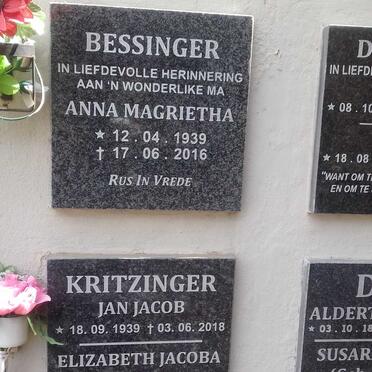 BESSINGER
IN LIEFDEVOLLE HERINNERING
AAN 'N WONDERLIKE MA
ANNA MAGRIETHA
★ 12 . 04 . 1939
† 17 . 06 . 2016
RUS IN VREDE
D
IN LIEFD
★ 08 . 10
★ 18 . 08
"WANT OM T
EN OM TE
KRITZINGER
JAN JACOB
★ 18. 09. 1939 † 03. 06. 2018
ELIZABETH JACOBA
D
ALDERT
★ 03 . 10 . 18
SUSAR